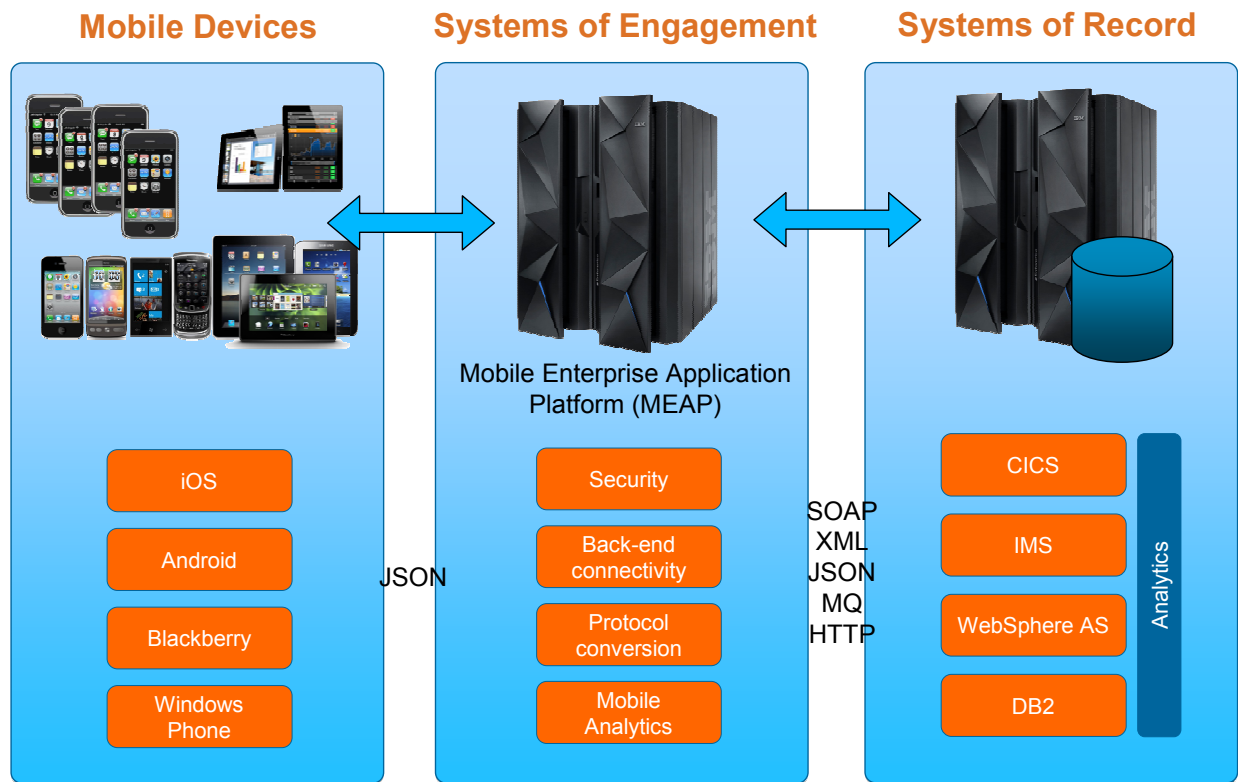 Mobile Devices
Systems of Engagement
Systems of Record
IBM
IBM
Mobile Enterprise Application
Platform (MEAP)
iOS
Android
Blackberry
Windows
Phone
JSON
Security
Back-end
connectivity
Protocol
conversion
Mobile
Analytics
SOAP
XML
JSON
MQ
HTTP
CICS
IMS
WebSphere AS
DB2
Analytics